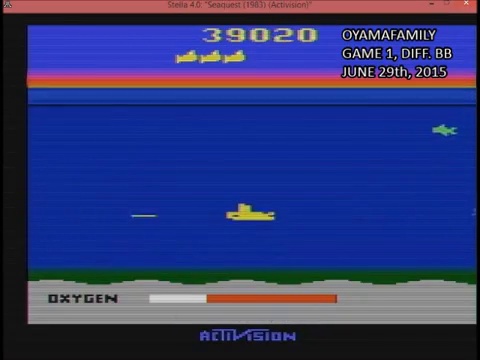 Stella 4.0: "Seaquest (1983) (Activision)"
39020
OYAMAFAMILY
GAME 1, DIFF. BB
JUNE 29th, 2015
OXYGEN
ACTIVISION